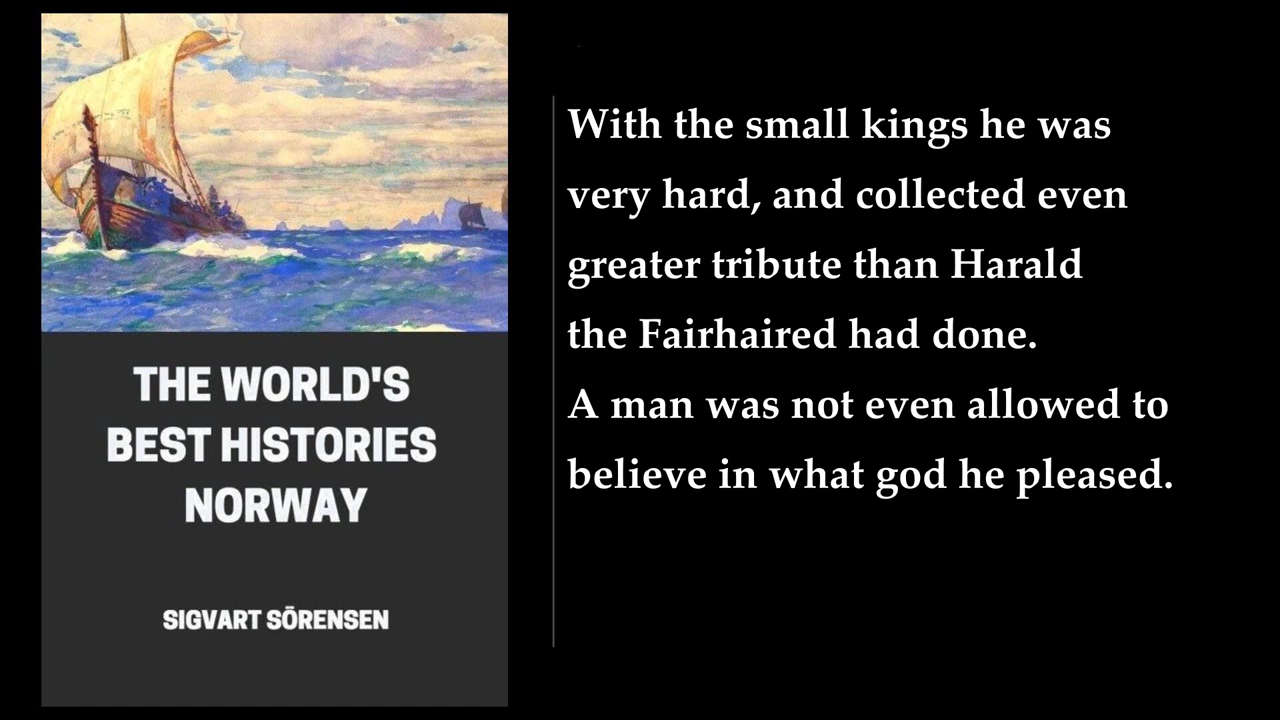 THE WORLD'S
BEST HISTORIES
NORWAY
SIGVART SÖRENSEN
With the small kings he was
very hard, and collected even
greater tribute than Harald
the Fairhaired had done.
A man was not even allowed to
believe in what god he pleased.